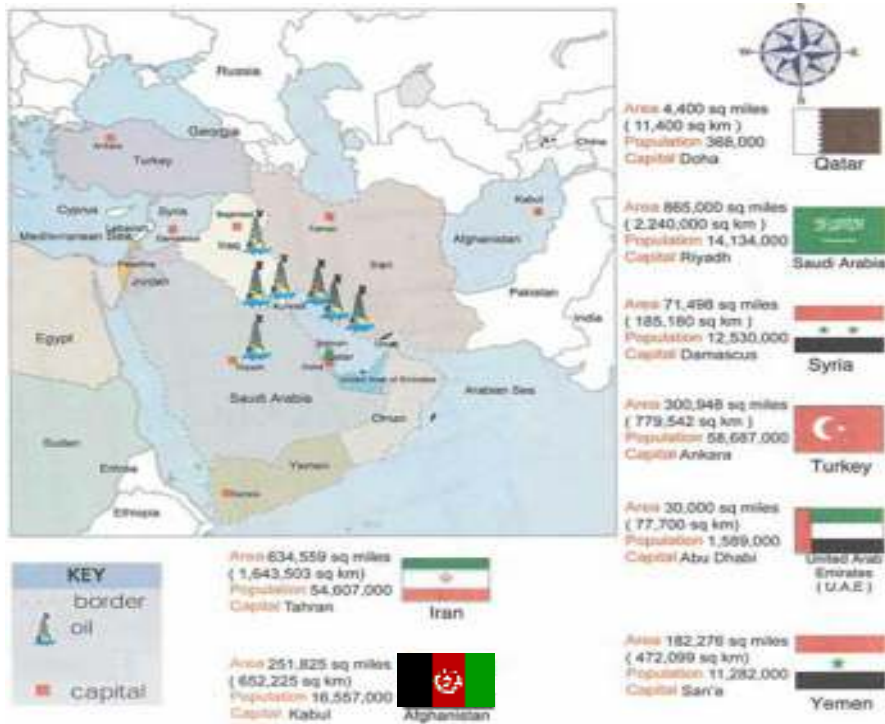 Russia
Georgia
China
Ankara
Turkey
Kabul
Cyprus
Syria
Lebanon
Mediterranean Sea
Damascus
Baghdad
Iraq
Iran
Afghanistan
Jordan
Pakistan
Kuwait
India
Egypt
Riyadh
Doha
Saudi Arabia
United Arab of Emirates
Arabian Sea
Oman
Sudan
Yemen
Eritrea
Ethiopia
Area 4,400 sq miles
( 11,400 sq km )
Population 368,000
Capital Doha
Qatar
Area 865,000 sq miles
( 2,240,000 sq km )
Population 14,134,000
Capital Riyadh
Saudi Arabia
Area 71,498 sq miles
( 185,180 sq km )
Population 12,530,000
Capital Damascus
Syria
Area 300,948 sq miles
(779,542 sq km )
Population 58,687,000
Capital Ankara
Turkey
Area 30,000 sq miles
( 77,700 sq km)
Population 1,589,000
Capital Abu Dhabi
United Arab
Emirates
( U.A.E )
Area 634,559 sq miles
( 1,643,503 sq km)
Population 54,607,000
Capital Tahran
Iran
Area 251,825 sq miles
( 652,225 sq km)
Population 16,557,000
Capital: Kabul
Afghanistan
Area 182,276 sq miles
( 472,099 sq km)
Population 11,282,000
Capital San'a
Yemen
KEY
border
oil
capital